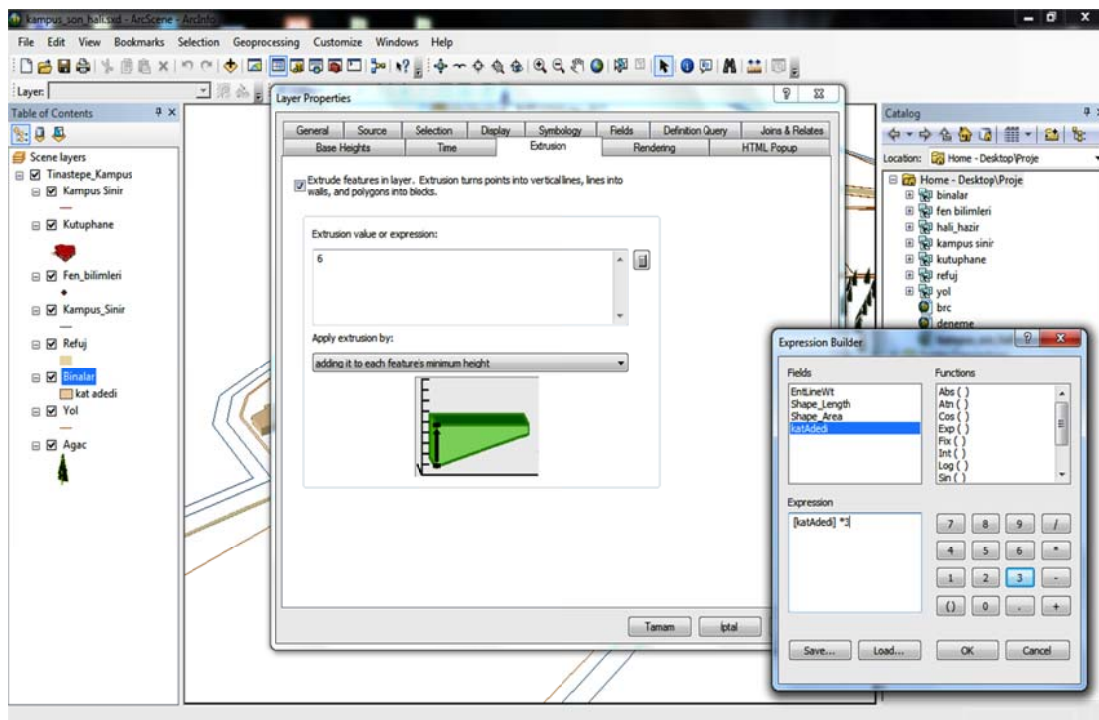 kampus_son_hali.sxd - ArcScene - ArcInfo
File Edit View Bookmarks Selection Geoprocessing Customize Windows Help
Layer:
Table of Contents
Scene layers
Tinastepe_Kampus
Kampus Sinir
Kutuphane
Fen_bilimleri
Kampus_Sinir
Refuj
Binalar
kat adedi
Yol
Agac
Layer Properties
General Source Selection Display Symbology Fields Definition Query Joins & Relates
Base Heights Time Extrusion Rendering HTML Popup
Extrude features in layer. Extrusion turns points into vertical lines, lines into
walls, and polygons into blocks.
Extrusion value or expression:
6
Apply extrusion by:
adding it to each feature's minimum height
Tamam İptal
Catalog
Location: Home - Desktop\Proje
Home - Desktop\Proje
binalar
fen bilimleri
hali_hazir
kampus sinir
kutuphane
refuj
yol
brc
deneme
Expression Builder
Fields
EntLineWt
Shape_Length
Shape_Area
katAdedi
Functions
Abs ( )
Atn ( )
Cos ( )
Exp ( )
Fix ( )
Int ( )
Log ( )
Sin ( )
Expression
[katAdedi] *3
7 8 9 /
4 5 6 *
1 2 3 -
() 0 . +
Save... Load... OK Cancel